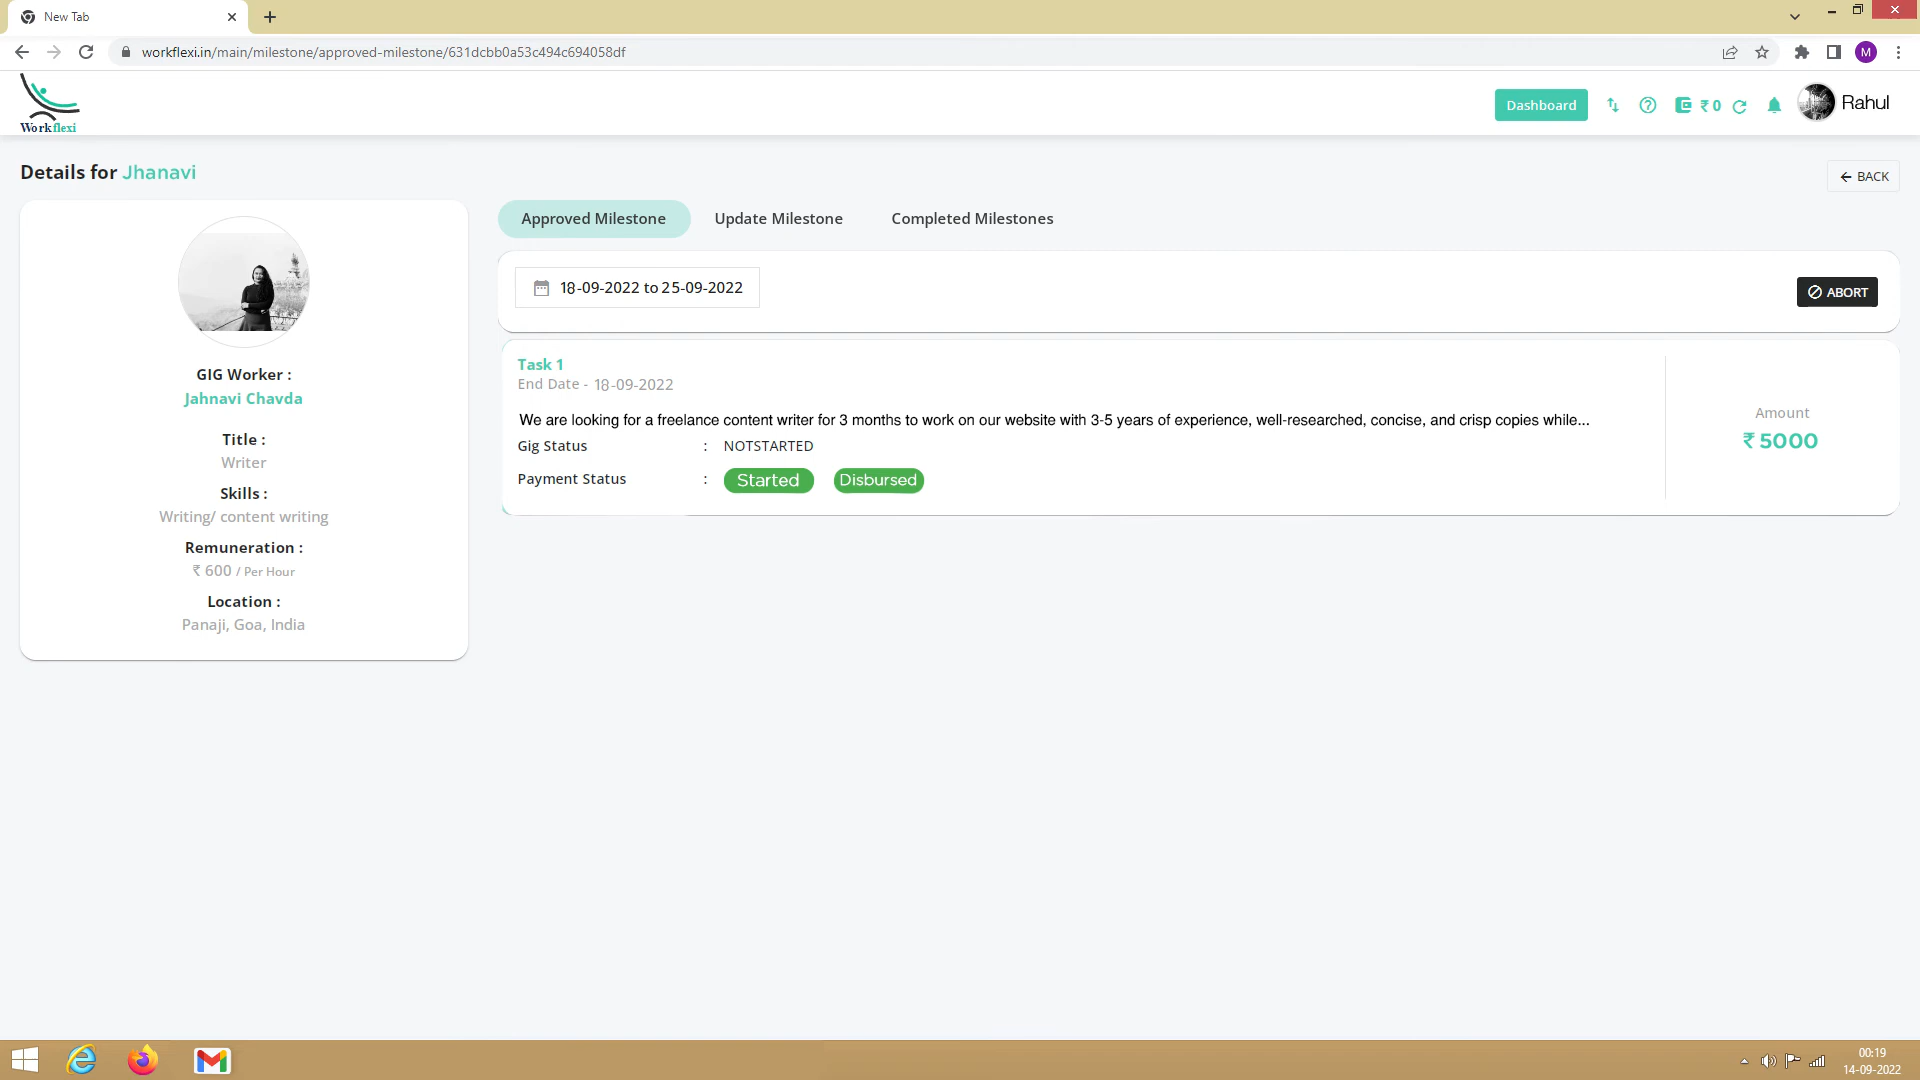 New Tab
workflexi.in/main/milestone/approved-milestone/631dcbb0a53c494c694058df
M
Workflexi
Dashboard
₹ 0
Rahul
Details for Jhanavi
BACK
GIG Worker :
Jahnavi Chavda
Title :
Writer
Skills :
Writing/ content writing
Remuneration :
₹ 600 / Per Hour
Location :
Panaji, Goa, India
Approved Milestone
Update Milestone
Completed Milestones
18-09-2022 to 25-09-2022
ABORT
Task 1
End Date - 18-09-2022
We are looking for a freelance content writer for 3 months to work on our website with 3-5 years of experience, well-researched, concise, and crisp copies while...
Gig Status : NOTSTARTED
Payment Status : Started Disbursed
Amount
₹ 5000
00:19
14-09-2022